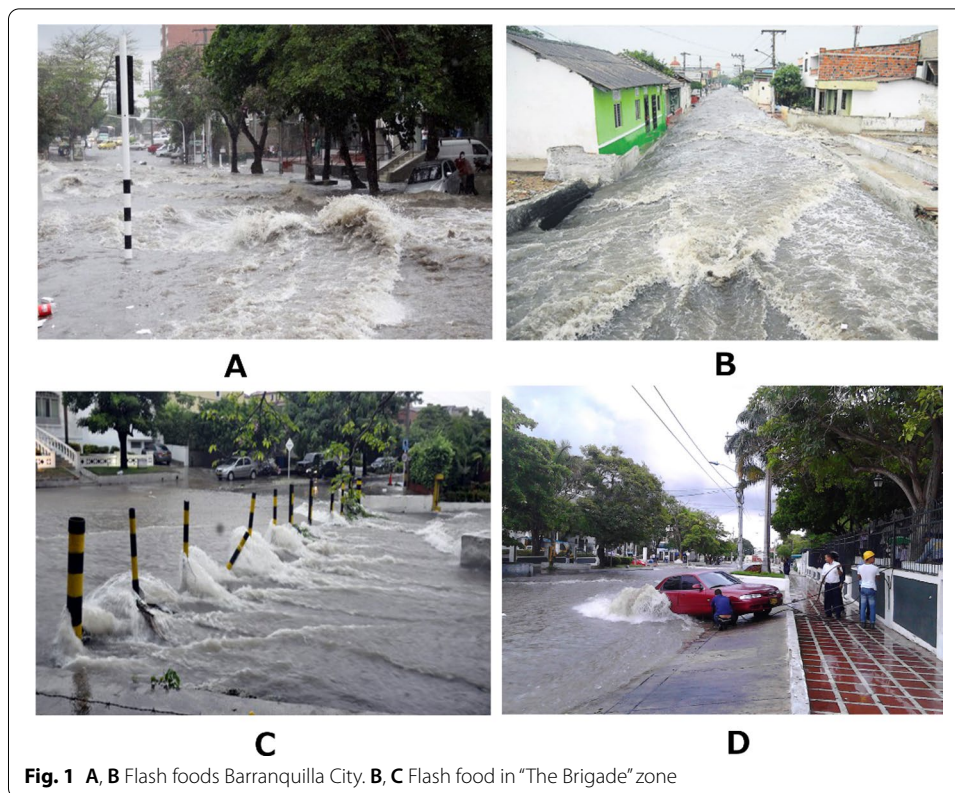 A
B
C
D
Fig. 1 A, B Flash foods Barranquilla City. B, C Flash food in “The Brigade” zone